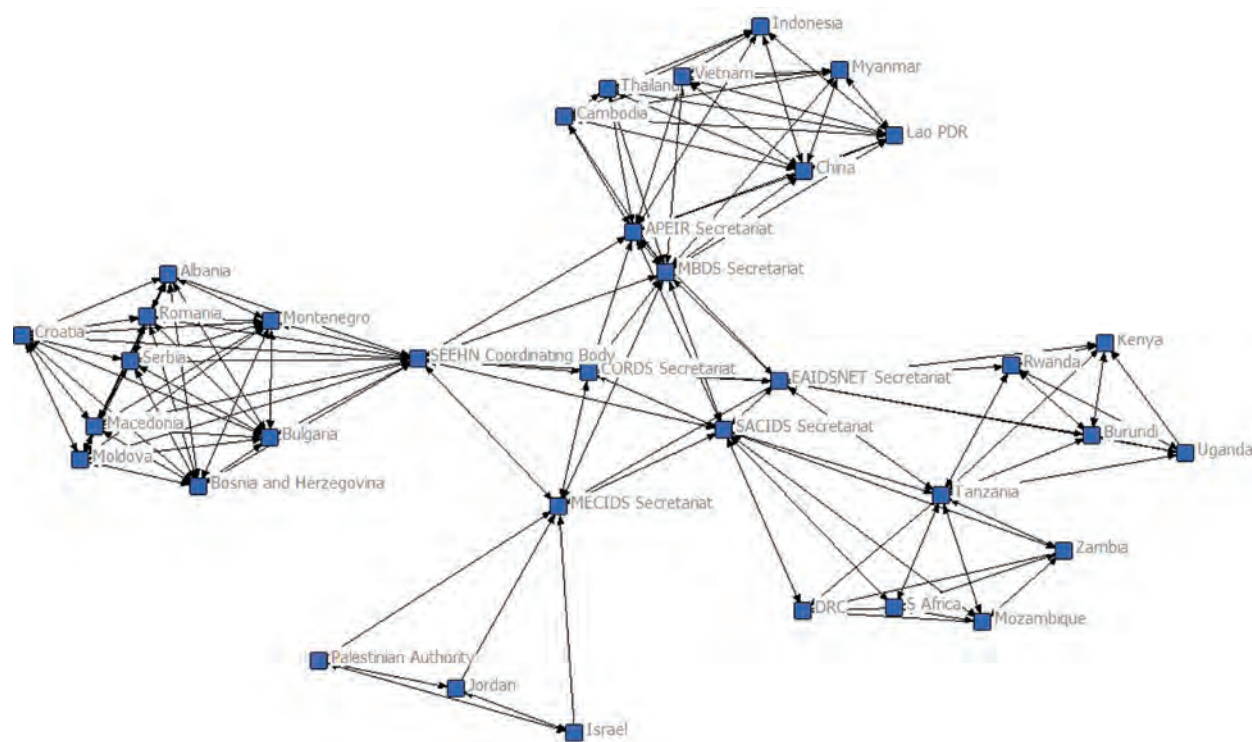 Indonesia
Myanmar
Vietnam
Thailand
Cambodia
Lao PDR
China
APEIR Secretariat
MBDS Secretariat
Albania
Romania
Montenegro
Croatia
Serbia
SEEHN Coordinating Body
CORDS Secretariat
EAIDSNET Secretariat
Kenya
Rwanda
Macedonia
Bulgaria
SACIDS Secretariat
Burundi
Uganda
Moldova
Bosnia and Herzegovina
MECIDS Secretariat
Tanzania
Zambia
DRC
S Africa
Mozambique
Palestinian Authority
Jordan
Israel